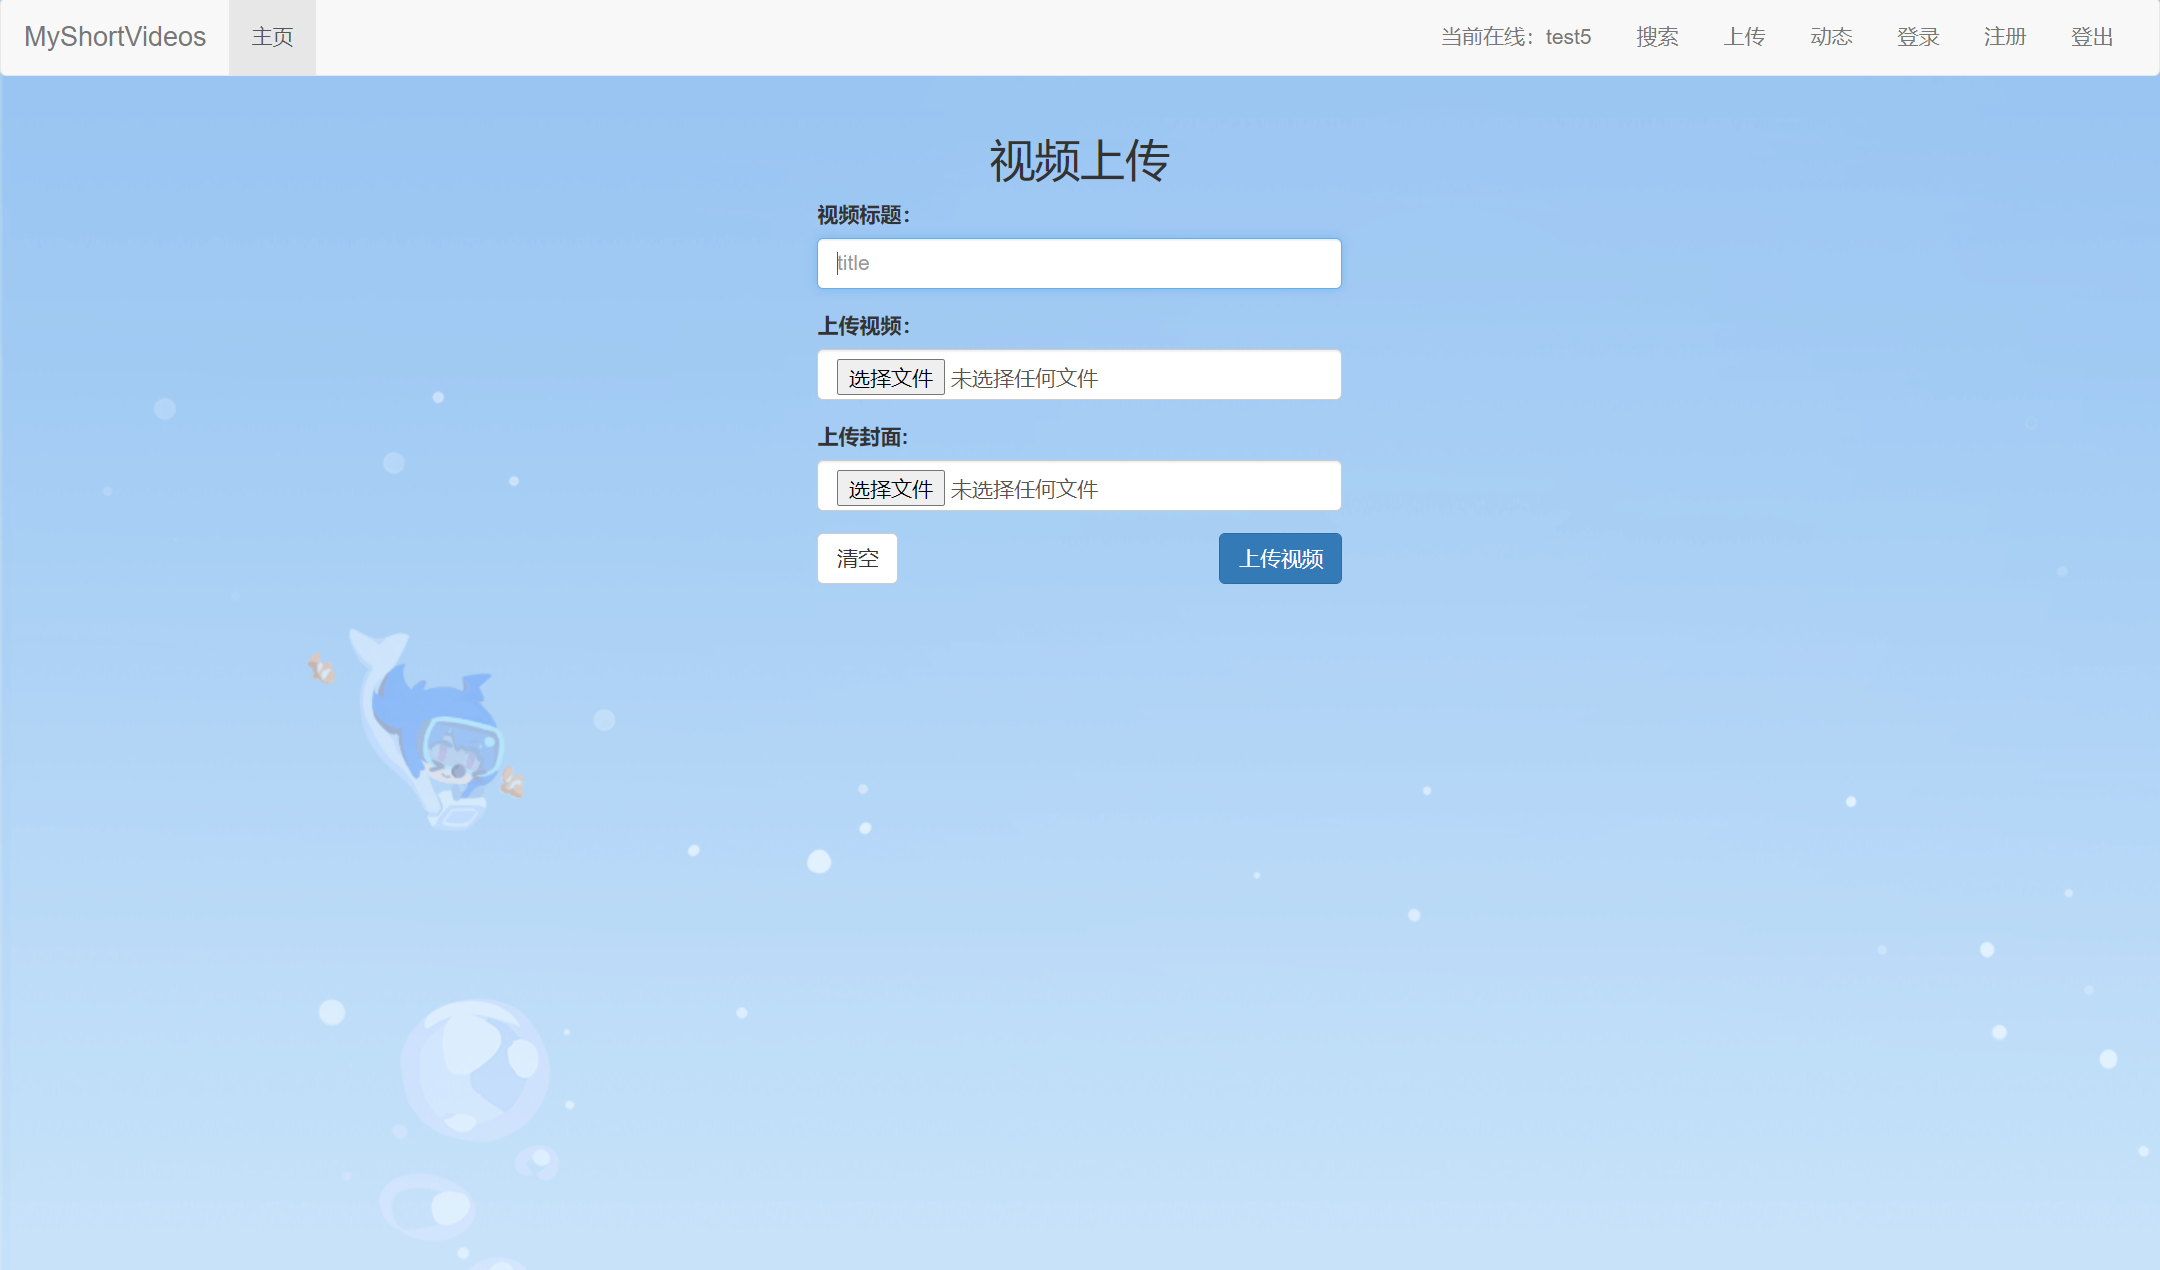 MyShortVideos 主页 当前在线：test5 搜索 上传 动态 登录 注册 登出
视频上传
视频标题：
title
上传视频：
选择文件 未选择任何文件
上传封面:
选择文件 未选择任何文件
清空 上传视频